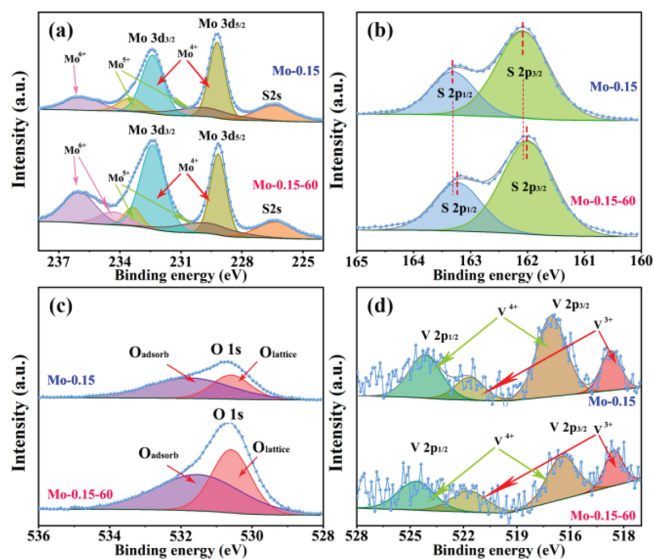 (a)
Mo 3d5/2
Mo 3d3/2
Mo6+
Mo5+
Mo4+
S2s
Mo-0.15
Mo 3d3/2
Mo 3d5/2
Mo6+
Mo5+
Mo4+
Mo-0.15-60
S2s
Intensity (a.u.)
237 234 231 228 225
Binding energy (eV)
(b)
S 2p3/2
S 2p1/2
Mo-0.15
S 2p3/2
S 2p1/2
Mo-0.15-60
Intensity (a.u.)
165 164 163 162 161 160
Binding energy (eV)
(c)
O 1s
Oadsorb
Olattice
Mo-0.15
O 1s
Oadsorb
Olattice
Mo-0.15-60
Intensity (a.u.)
536 534 532 530 528
Binding energy (eV)
(d)
V 4+
V 2p3/2
V 3+
V 2p1/2
Mo-0.15
V 2p1/2
V4+
V 2p3/2
V3+
Mo-0.15-60
Intensity (a.u.)
528 525 522 519 516 518
Binding energy (eV)